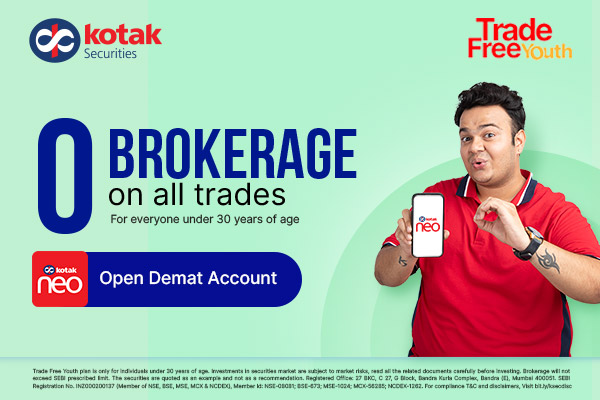 kotak
Securities
Trade
Free Youth
0
BROKERAGE
on all trades
For everyone under 30 years of age
kotak
neo
kotak
neo
Open Demat Account
Trade Free Youth plan is only for individuals under 30 years of age. Investments in securities market are subject to market risks, read all the related documents carefully before investing. Brokerage will not
exceed SEBI prescribed limit. The securities are quoted as an example and not as a recommendation. Registered Office: 27 BKC, C 27, G Block, Bandra Kurla Complex, Bandra (E), Mumbai 400051. SEBI
Registration No. INZ000200137 (Member of NSE, BSE, MSE, MCX & NCDEX), Member Id: NSE-08081; BSE-673; MSE-1024; MCX-56285; NCDEX-1262. For compliance T&C and disclaimers, Visit bit.ly/